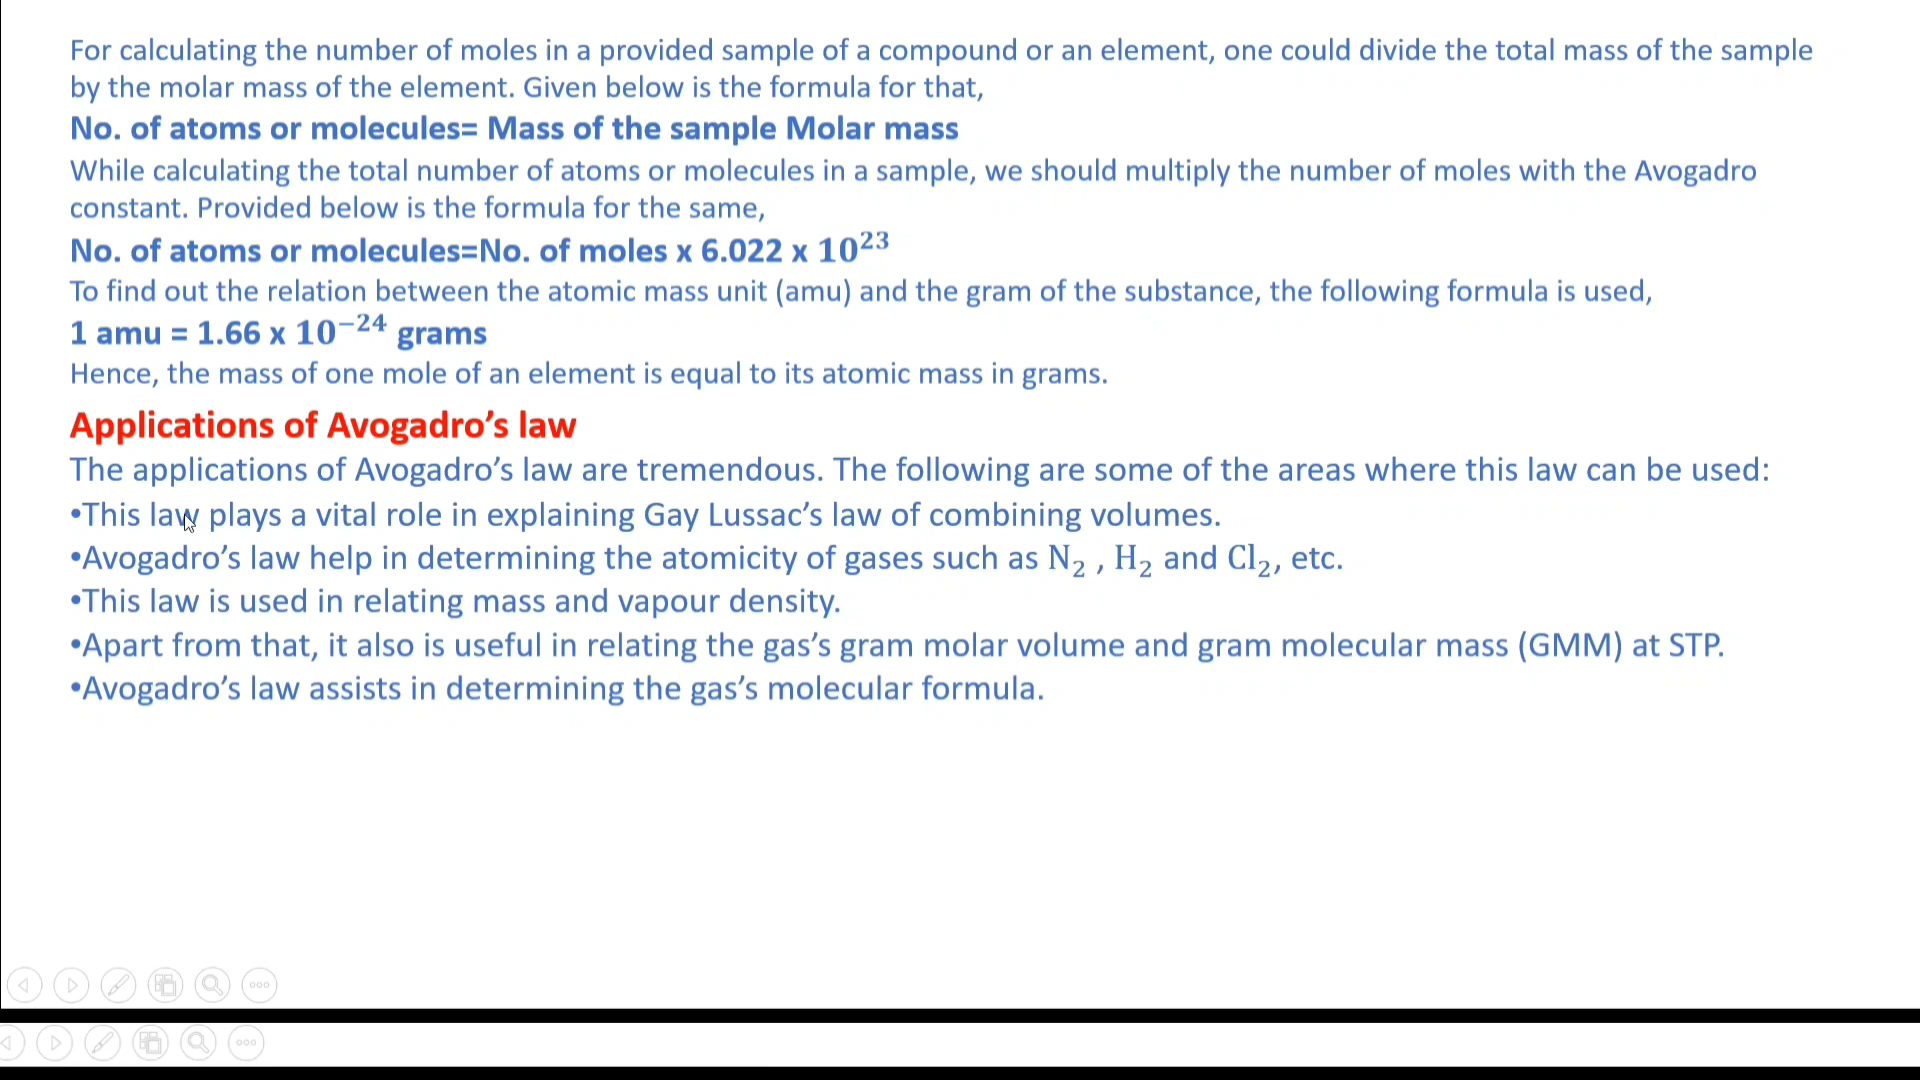 For calculating the number of moles in a provided sample of a compound or an element, one could divide the total mass of the sample
by the molar mass of the element. Given below is the formula for that,
No. of atoms or molecules= Mass of the sample Molar mass
While calculating the total number of atoms or molecules in a sample, we should multiply the number of moles with the Avogadro
constant. Provided below is the formula for the same,
No. of atoms or molecules=No. of moles x 6.022 x 10²³
To find out the relation between the atomic mass unit (amu) and the gram of the substance, the following formula is used,
1 amu = 1.66 x 10⁻²⁴ grams
Hence, the mass of one mole of an element is equal to its atomic mass in grams.
Applications of Avogadro’s law
The applications of Avogadro’s law are tremendous. The following are some of the areas where this law can be used:
•This law plays a vital role in explaining Gay Lussac’s law of combining volumes.
•Avogadro’s law help in determining the atomicity of gases such as N₂ , H₂ and Cl₂, etc.
•This law is used in relating mass and vapour density.
•Apart from that, it also is useful in relating the gas’s gram molar volume and gram molecular mass (GMM) at STP.
•Avogadro’s law assists in determining the gas’s molecular formula.